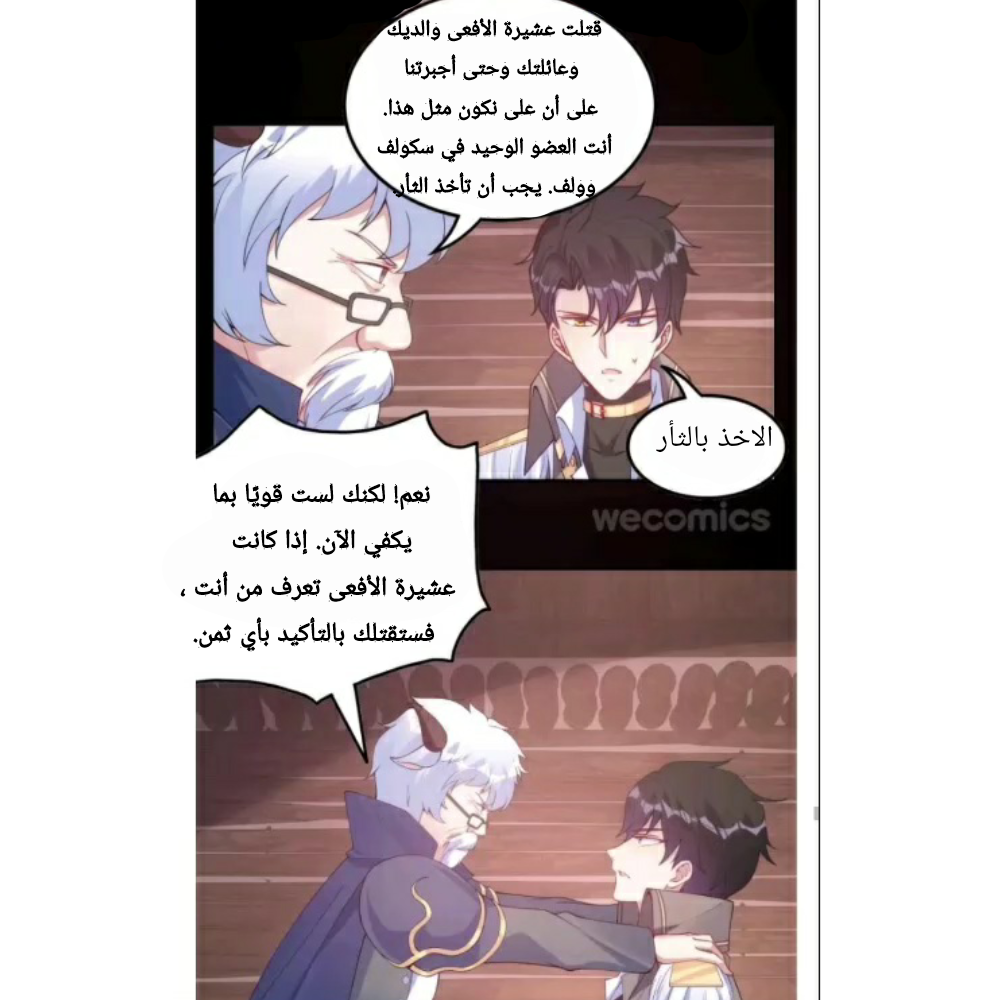 قتلت عشيرة الأفعى والديك
وعائلتك وحتى أجبرتنا
على أن على نكون مثل هذا.
أنت العضو الوحيد في سكولف
وولف. يجب أن تأخذ الثأر.
الاخذ بالثأر
نعم! لكنك لست قويًا بما
يكفي الآن. إذا كانت
عشيرة الأفعى تعرف من أنت ،
فستقتلك بالتأكيد بأي ثمن.
wecomics